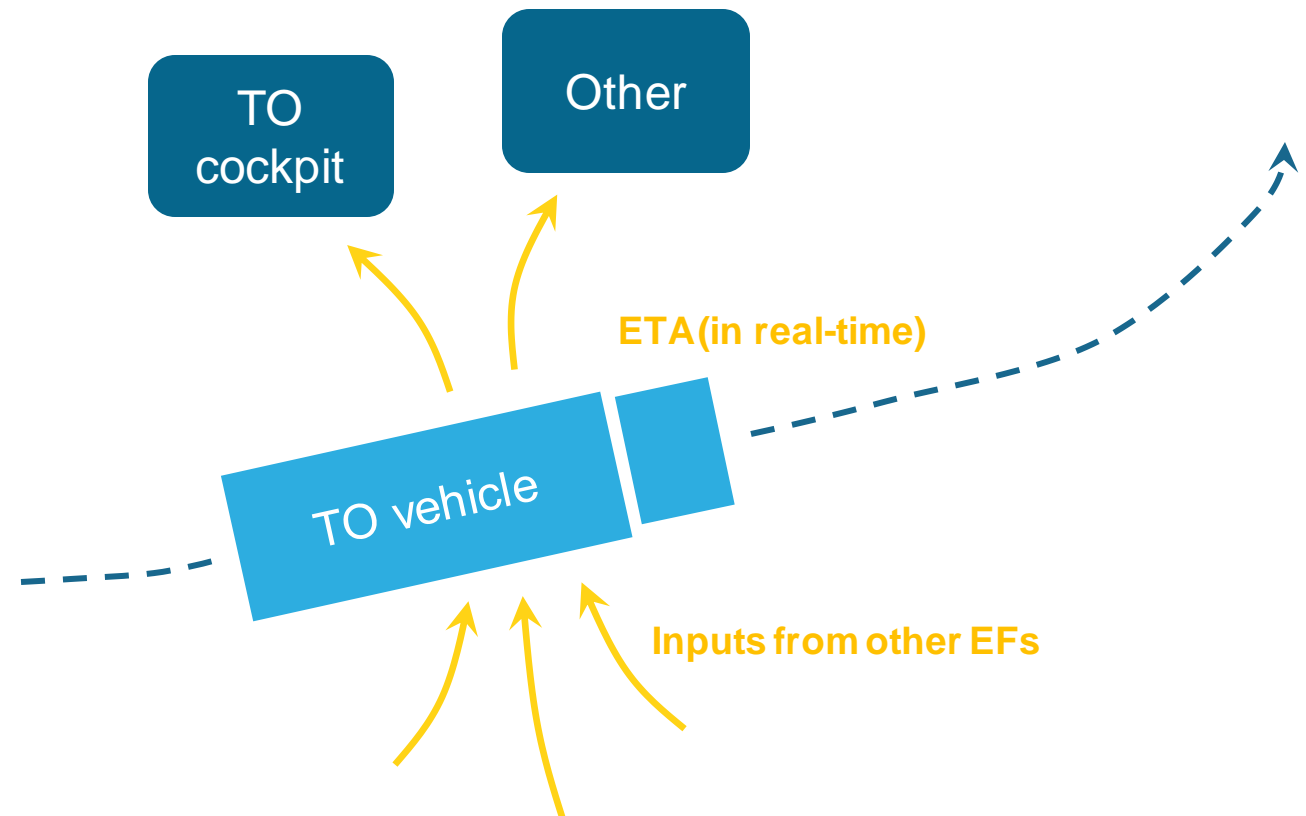 TO
cockpit
Other
ETA (in real-time)
TO vehicle
Inputs from other EFs